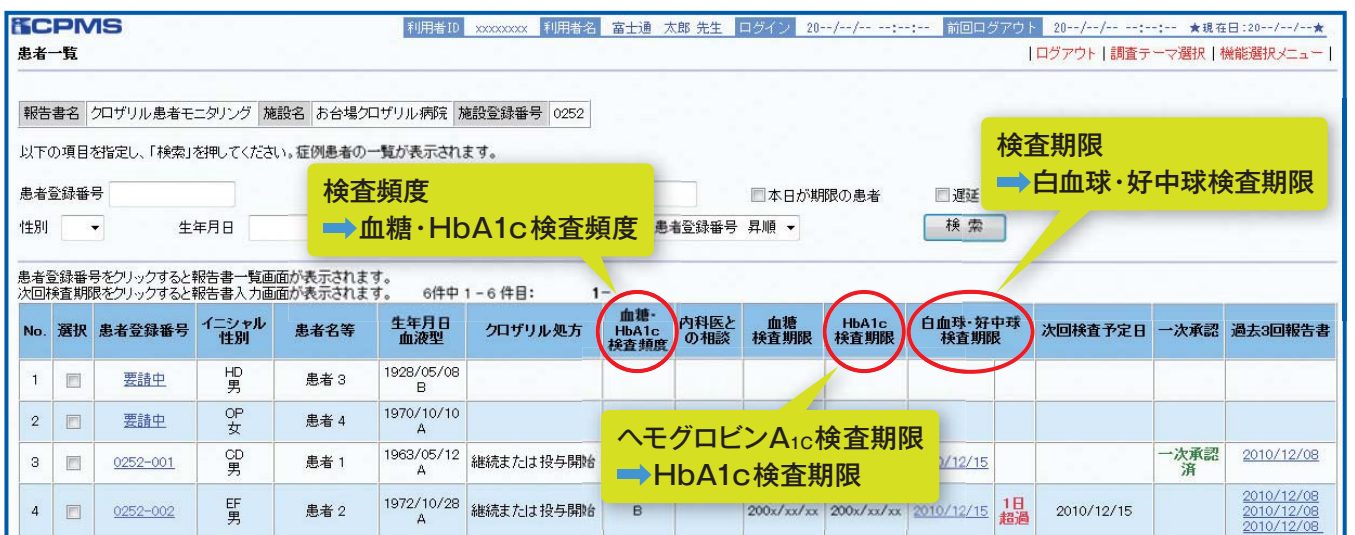 CPMS 利用者ID xxxxxxxx 利用者名 富士通 太郎 先生 ログイン 20--/--/-- --:--:-- 前回ログアウト 20--/--/-- --:--:-- ★現在日:20--/--/--★
患者一覧 |ログアウト|調査テーマ選択|機能選択メニュー|
報告書名 クロザリル患者モニタリング 施設名 お台場クロザリル病院 施設登録番号 0252
以下の項目を指定し、「検索」を押してください。症例患者の一覧が表示されます。
検査期限
➡白血球・好中球検査期限
検査頻度
➡血糖・HbA1c検査頻度
患者登録番号 本日が期限の患者 遅延
性別 生年月日 患者登録番号 昇順 検 索
患者登録番号をクリックすると報告書一覧画面が表示されます。
次回検査期限をクリックすると報告書入力画面が表示されます。 6件中 1 - 6 件目: 1-
No. 選択 患者登録番号 イニシャル 性別 患者名等 生年月日 血液型 クロザリル処方 血糖・HbA1c検査頻度 内科医との相談 血糖検査期限 HbA1c検査期限 白血球・好中球検査期限 次回検査予定日 一次承認 過去3回報告書
1 要請中 HD 男 患者 3 1928/05/08 B
2 要請中 OP 女 患者 4 1970/10/10 A
ヘモグロビンA1c検査期限
➡HbA1c検査期限
3 0252-001 CD 男 患者 1 1963/05/12 A 継続または投与開始 /12/15 一次承認済 2010/12/08
4 0252-002 EF 男 患者 2 1972/10/28 A 継続または投与開始 B 200x/xx/xx 200x/xx/xx 2010/12/15 1日超過 2010/12/15 2010/12/08 2010/12/08 2010/12/08